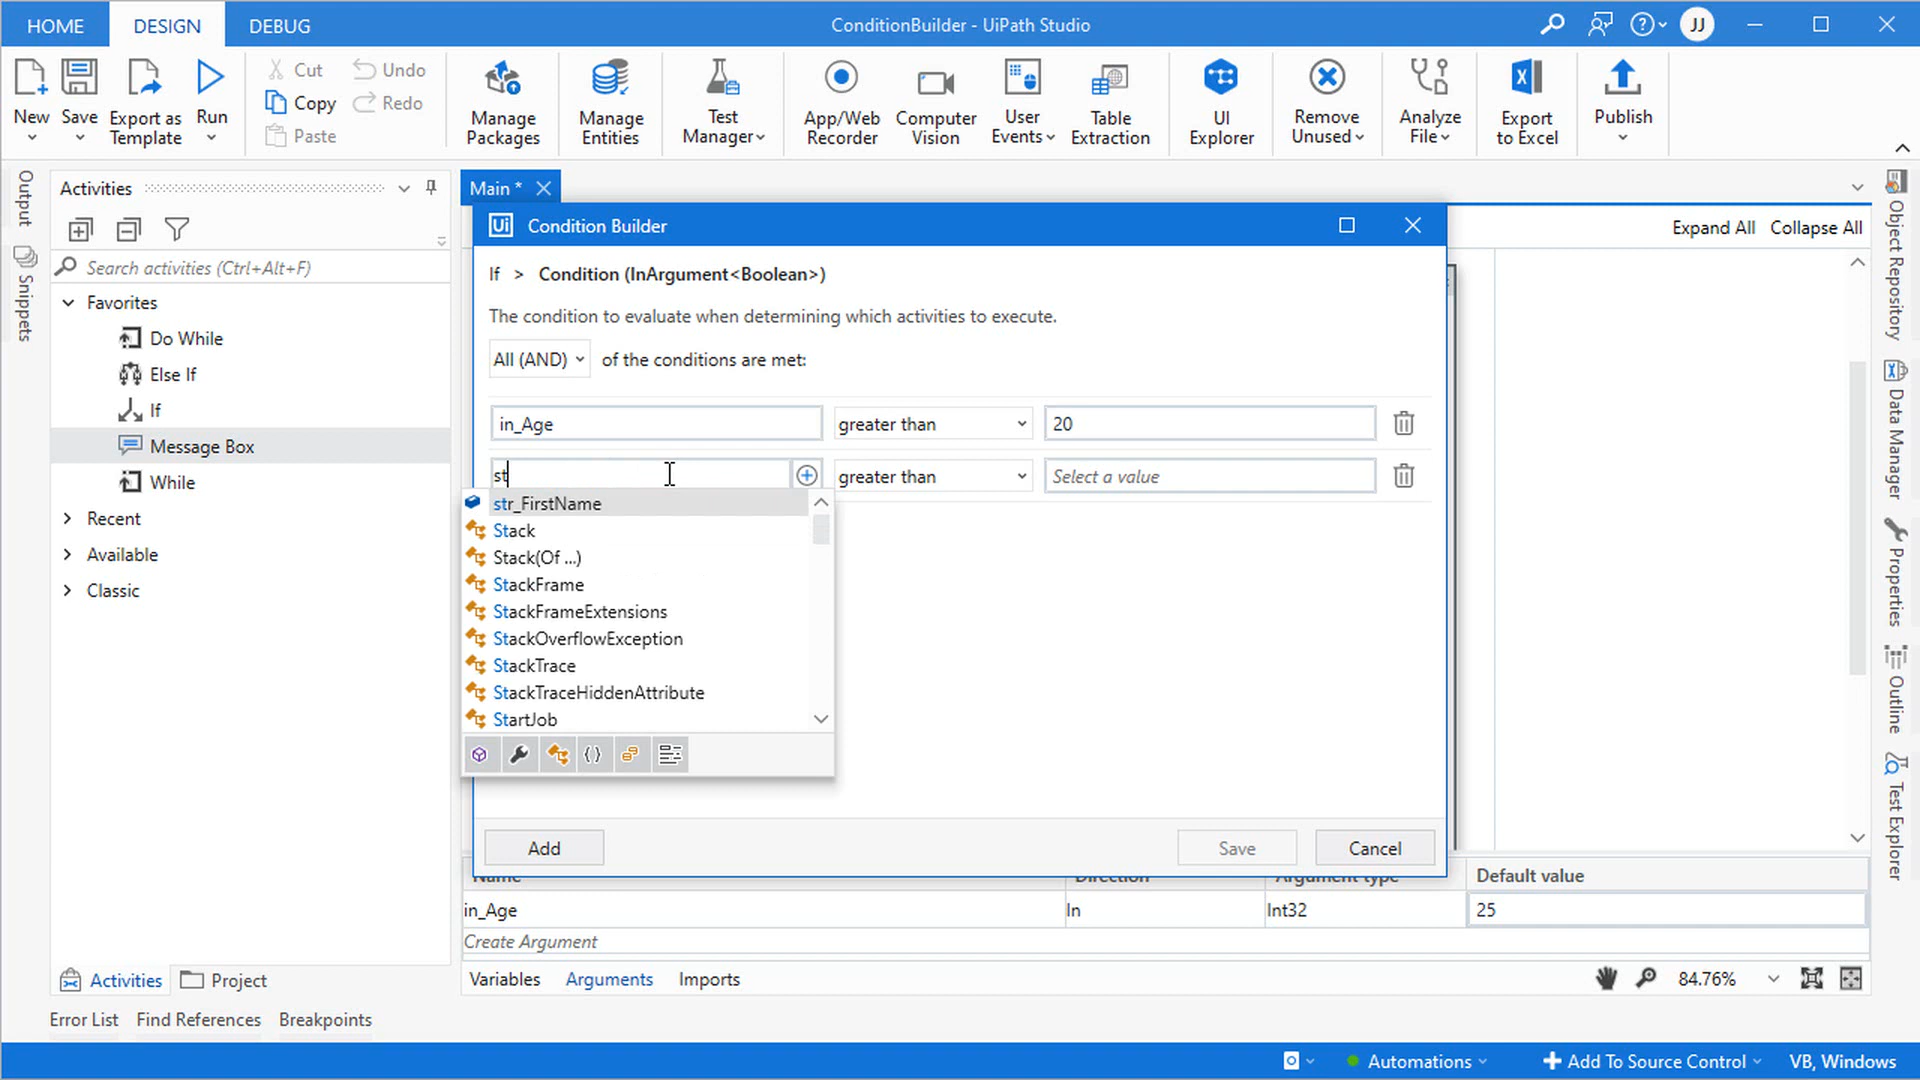 HOME DESIGN DEBUG ConditionBuilder - UiPath Studio JJ
New Save Export as Template Run
Cut Undo
Copy Redo
Paste
Manage Packages
Manage Entities
Test Manager
App/Web Recorder
Computer Vision
User Events
Table Extraction
UI Explorer
Remove Unused
Analyze File
Export to Excel
Publish
Output
Snippets
Activities
Search activities (Ctrl+Alt+F)
Favorites
Do While
Else If
If
Message Box
While
Recent
Available
Classic
Main *
Expand All Collapse All
Ui Condition Builder
If > Condition (InArgument<Boolean>)
The condition to evaluate when determining which activities to execute.
All (AND) of the conditions are met:
in_Age greater than 20
st greater than Select a value
str_FirstName
Stack
Stack(Of ...)
StackFrame
StackFrameExtensions
StackOverflowException
StackTrace
StackTraceHiddenAttribute
StartJob
Add Save Cancel
Name Direction Argument type Default value
in_Age In Int32 25
Create Argument
Variables Arguments Imports 84.76%
Activities Project
Error List Find References Breakpoints
Object Repository
Data Manager
Properties
Outline
Test Explorer
Automations Add To Source Control VB, Windows